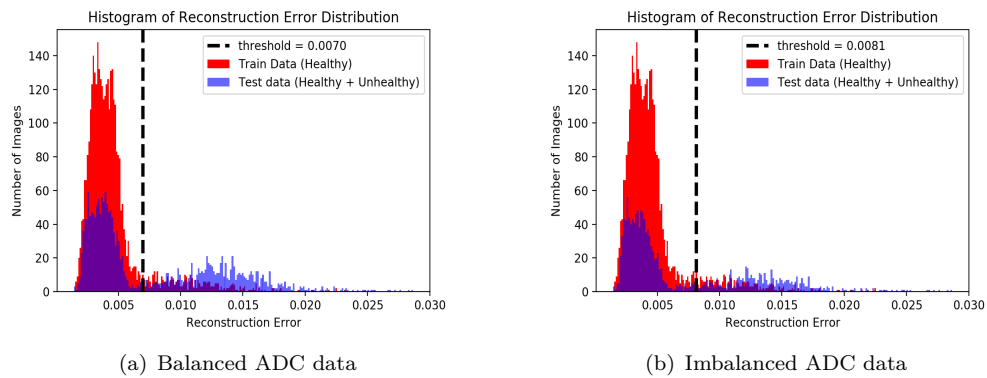 Histogram of Reconstruction Error Distribution
threshold = 0.0070
Train Data (Healthy)
Test data (Healthy + Unhealthy)
Number of Images
140
120
100
80
60
40
20
0
0.005 0.010 0.015 0.020 0.025 0.030
Reconstruction Error
(a) Balanced ADC data
Histogram of Reconstruction Error Distribution
threshold = 0.0081
Train Data (Healthy)
Test data (Healthy + Unhealthy)
Number of Images
140
120
100
80
60
40
20
0
0.005 0.010 0.015 0.020 0.025 0.030
Reconstruction Error
(b) Imbalanced ADC data